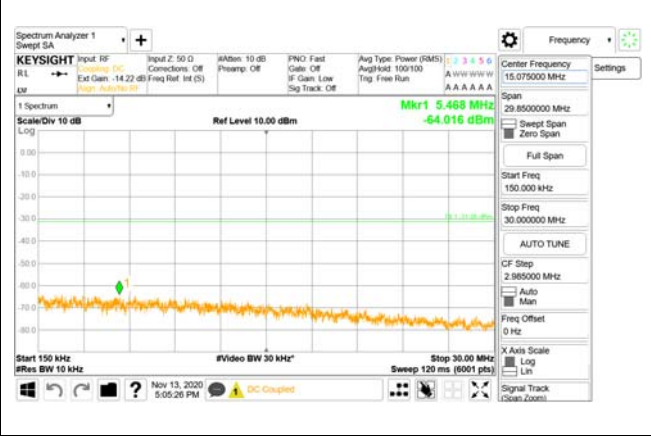 Spectrum Analyzer 1
Swept SA
Frequency
KEYSIGHT
RL
Input: RF
Coupling: DC
Ext Gain: -14.22 dB
Align: Auto/No RF
Input Z: 50 Ω
Corrections: Off
Freq Ref: Int (S)
#Atten: 10 dB
Preamp: Off
PNO: Fast
Gate: Off
IF Gain: Low
Sig Track: Off
Avg Type: Power (RMS)
Avg|Hold: 100/100
Trig: Free Run
1 2 3 4 5 6
A W W W W W
A A A A A A
1 Spectrum
Scale/Div 10 dB
Ref Level 10.00 dBm
Mkr1 5.468 MHz
-64.016 dBm
Log
0.00
-10.0
-20.0
-30.0
-40.0
-50.0
-60.0
-70.0
-80.0
1
Start 150 kHz
#Res BW 10 kHz
#Video BW 30 kHz*
Stop 30.00 MHz
Sweep 120 ms (6001 pts)
Nov 13, 2020
5:05:26 PM
DC Coupled
Center Frequency
15.075000 MHz
Settings
Span
29.8500000 MHz
Swept Span
Zero Span
Full Span
Start Freq
150.000 kHz
Stop Freq
30.000000 MHz
AUTO TUNE
CF Step
2.985000 MHz
Auto
Man
Freq Offset
0 Hz
X Axis Scale
Log
Lin
Signal Track
(Span Zoom)